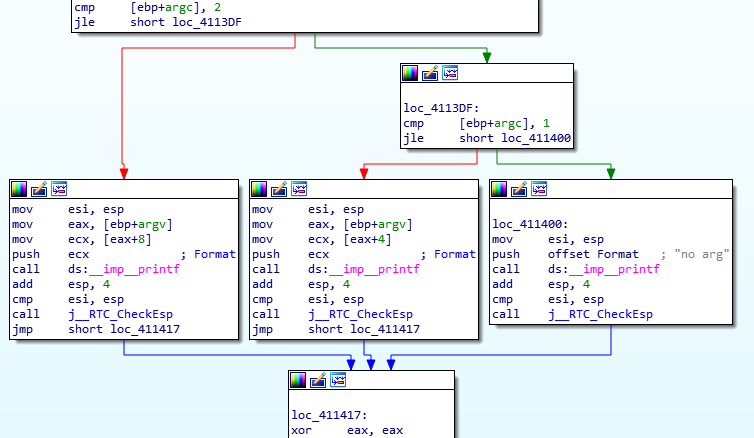 cmp [ebp+argc], 2
jle short loc_4113DF
loc_4113DF:
cmp [ebp+argc], 1
jle short loc_411400
mov esi, esp
mov eax, [ebp+argv]
mov ecx, [eax+8]
push ecx ; Format
call ds:__imp__printf
add esp, 4
cmp esi, esp
call j__RTC_CheckEsp
jmp short loc_411417
mov esi, esp
mov eax, [ebp+argv]
mov ecx, [eax+4]
push ecx ; Format
call ds:__imp__printf
add esp, 4
cmp esi, esp
call j__RTC_CheckEsp
jmp short loc_411417
loc_411400:
mov esi, esp
push offset Format ; "no arg"
call ds:__imp__printf
add esp, 4
cmp esi, esp
call j__RTC_CheckEsp
loc_411417:
xor eax, eax